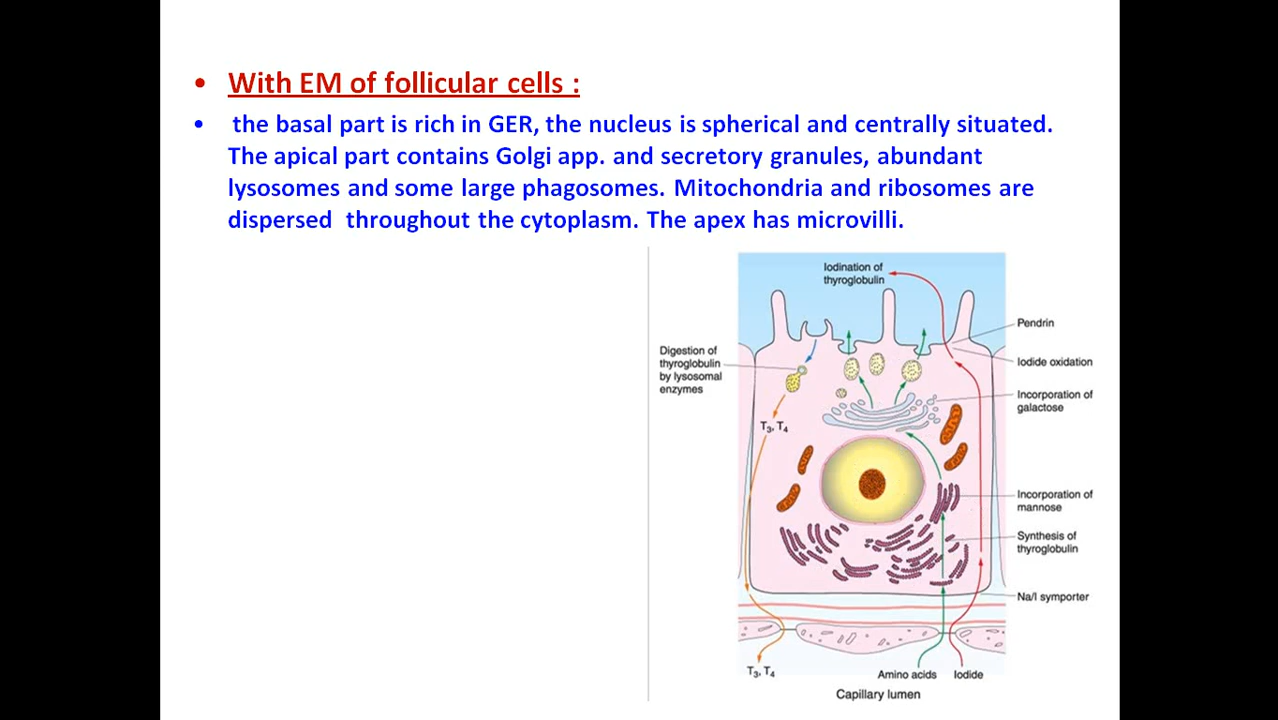 • With EM of follicular cells :
• the basal part is rich in GER, the nucleus is spherical and centrally situated.
The apical part contains Golgi app. and secretory granules, abundant
lysosomes and some large phagosomes. Mitochondria and ribosomes are
dispersed throughout the cytoplasm. The apex has microvilli.
Iodination of
thyroglobulin
Pendrin
Digestion of
thyroglobulin
by lysosomal
enzymes
Iodide oxidation
Incorporation of
galactose
T3, T4
Incorporation of
mannose
Synthesis of
thyroglobulin
Na/I symporter
T3, T4
Amino acids
Iodide
Capillary lumen